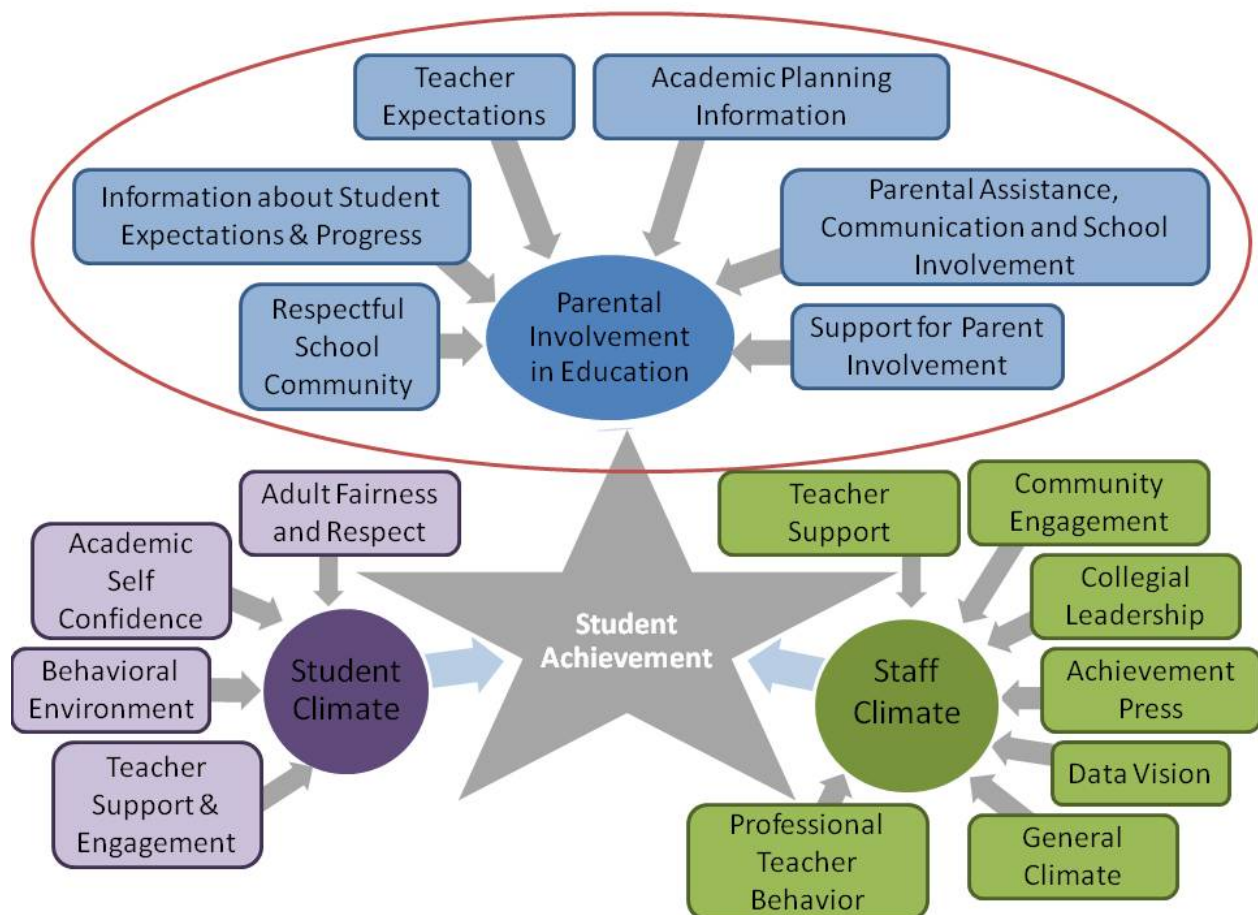 Teacher
Expectations
Academic Planning
Information
Information about Student
Expectations & Progress
Parental Assistance,
Communication and School
Involvement
Respectful
School
Community
Parental
Involvement
in Education
Support for Parent
Involvement
Adult Fairness
and Respect
Teacher
Support
Community
Engagement
Academic
Self
Confidence
Collegial
Leadership
Student
Achievement
Behavioral
Environment
Student
Climate
Staff
Climate
Achievement
Press
Teacher
Support &
Engagement
Data Vision
Professional
Teacher
Behavior
General
Climate